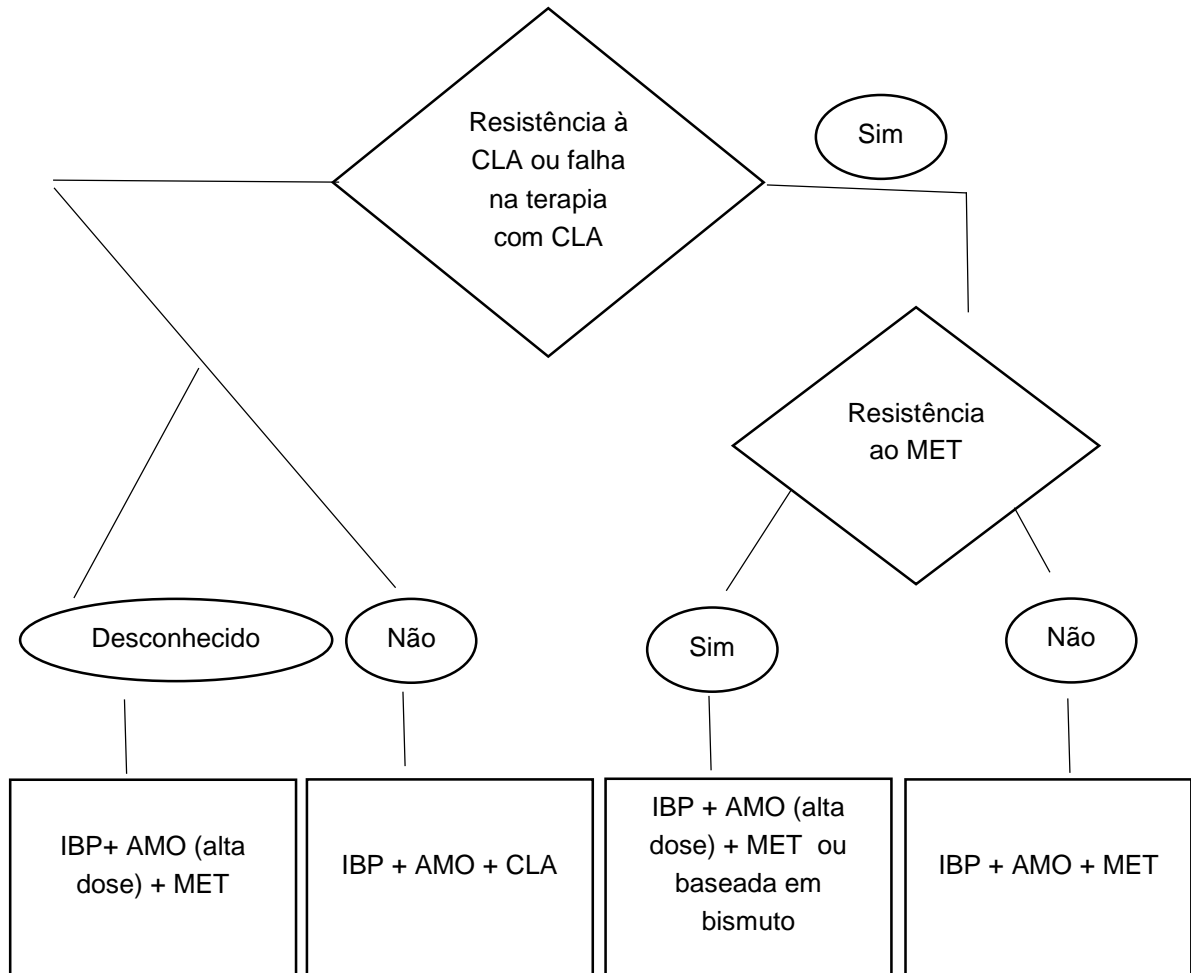 Resistência à
CLA ou falha
na terapia
com CLA
Sim
Resistência
ao MET
Desconhecido
Não
Sim
Não
IBP+ AMO (alta
dose) + MET
IBP + AMO + CLA
IBP + AMO (alta
dose) + MET ou
baseada em
bismuto
IBP + AMO + MET